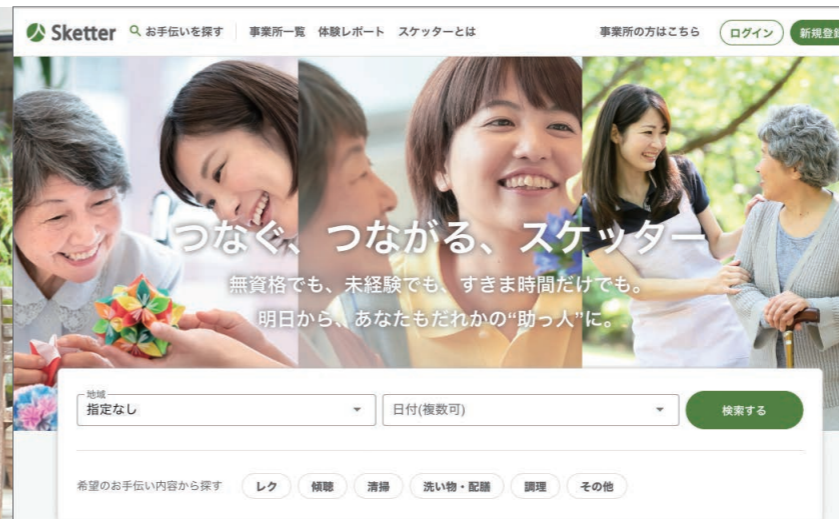 Sketter お手伝いを探す 事業所一覧 体験レポート スケッターとは 事業所の方はこちら ログイン 新規登録
つなぐ、つながる、スケッター
無資格でも、未経験でも、すきま時間だけでも。
明日から、あなたもだれかの“助っ人”に。
地域
指定なし 日付(複数可) 検索する
希望のお手伝い内容から探す レク 傾聴 清掃 洗い物・配膳 調理 その他